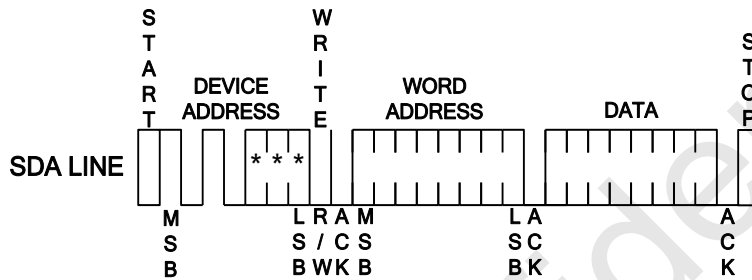 START
WRITE
STOP
DEVICE
ADDRESS
WORD
ADDRESS
DATA
SDA LINE
* * *
MSB
LSB
R/W
ACK
MSB
LSB
ACK
ACK